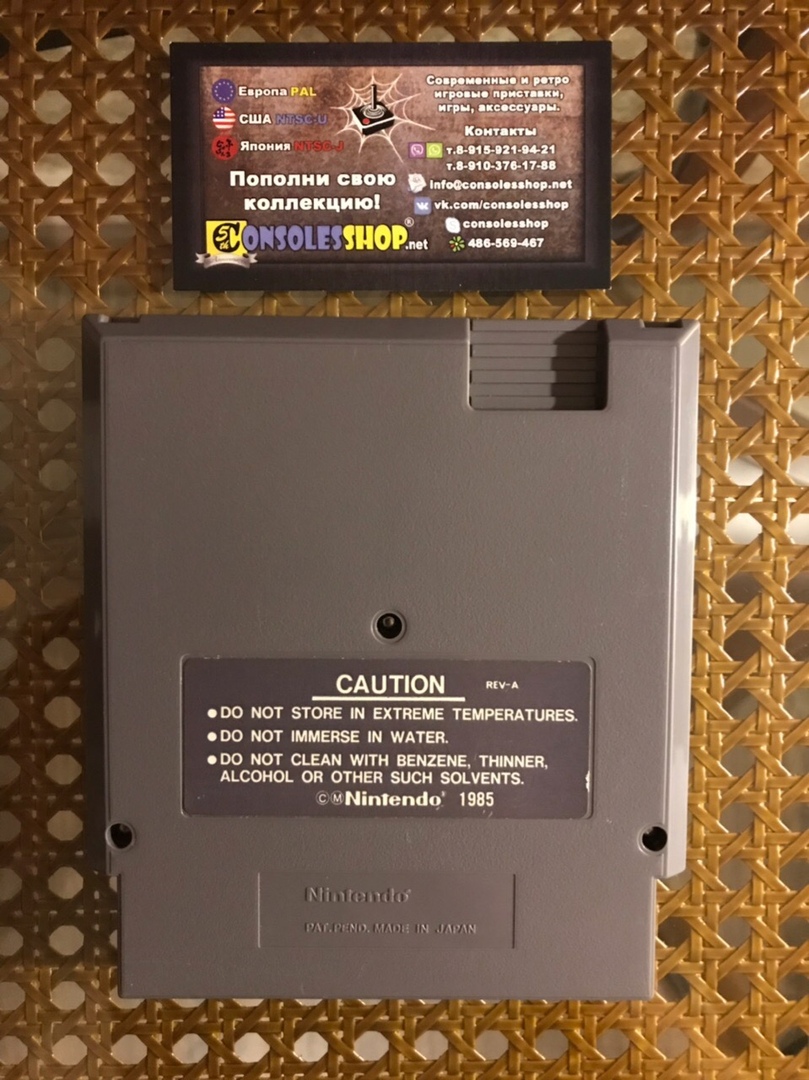 Европа PAL
США NTSC-U
Япония NTSC-J
Пополни свою
коллекцию!
CONSOLESSHOP®.net
Современные и ретро
игровые приставки,
игры, аксессуары.
Контакты
т.8-915-921-94-21
т.8-910-376-17-88
info@consolesshop.net
vk.com/consolesshop
consolesshop
486-569-467
CAUTION REV-A
●DO NOT STORE IN EXTREME TEMPERATURES.
●DO NOT IMMERSE IN WATER.
●DO NOT CLEAN WITH BENZENE, THINNER,
ALCOHOL OR OTHER SUCH SOLVENTS.
©ⓂNintendo® 1985
Nintendo®
PAT. PEND. MADE IN JAPAN